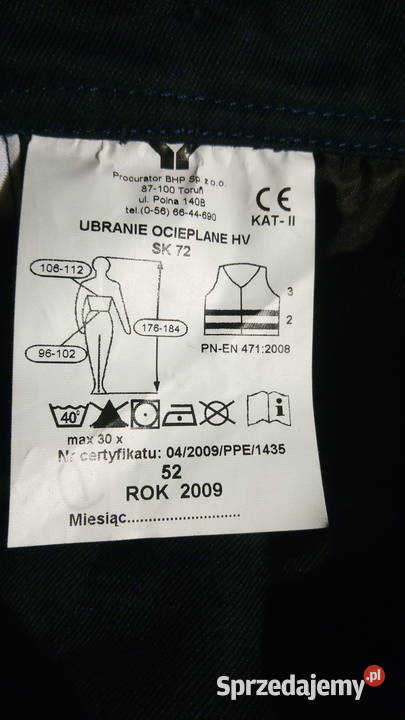 Procurator BHP Sp. z o.o.
87-100 Toruń
ul. Polna 140B
tel.(0-56) 66-44-690
CE
KAT- II
UBRANIE OCIEPLANE HV
SK 72
106-112
176-184
96-102
3
2
PN-EN 471:2008
40°
i
max 30 x
Nr certyfikatu: 04/2009/PPE/1435
52
ROK 2009
Miesiąc...........................
Sprzedajemy.pl